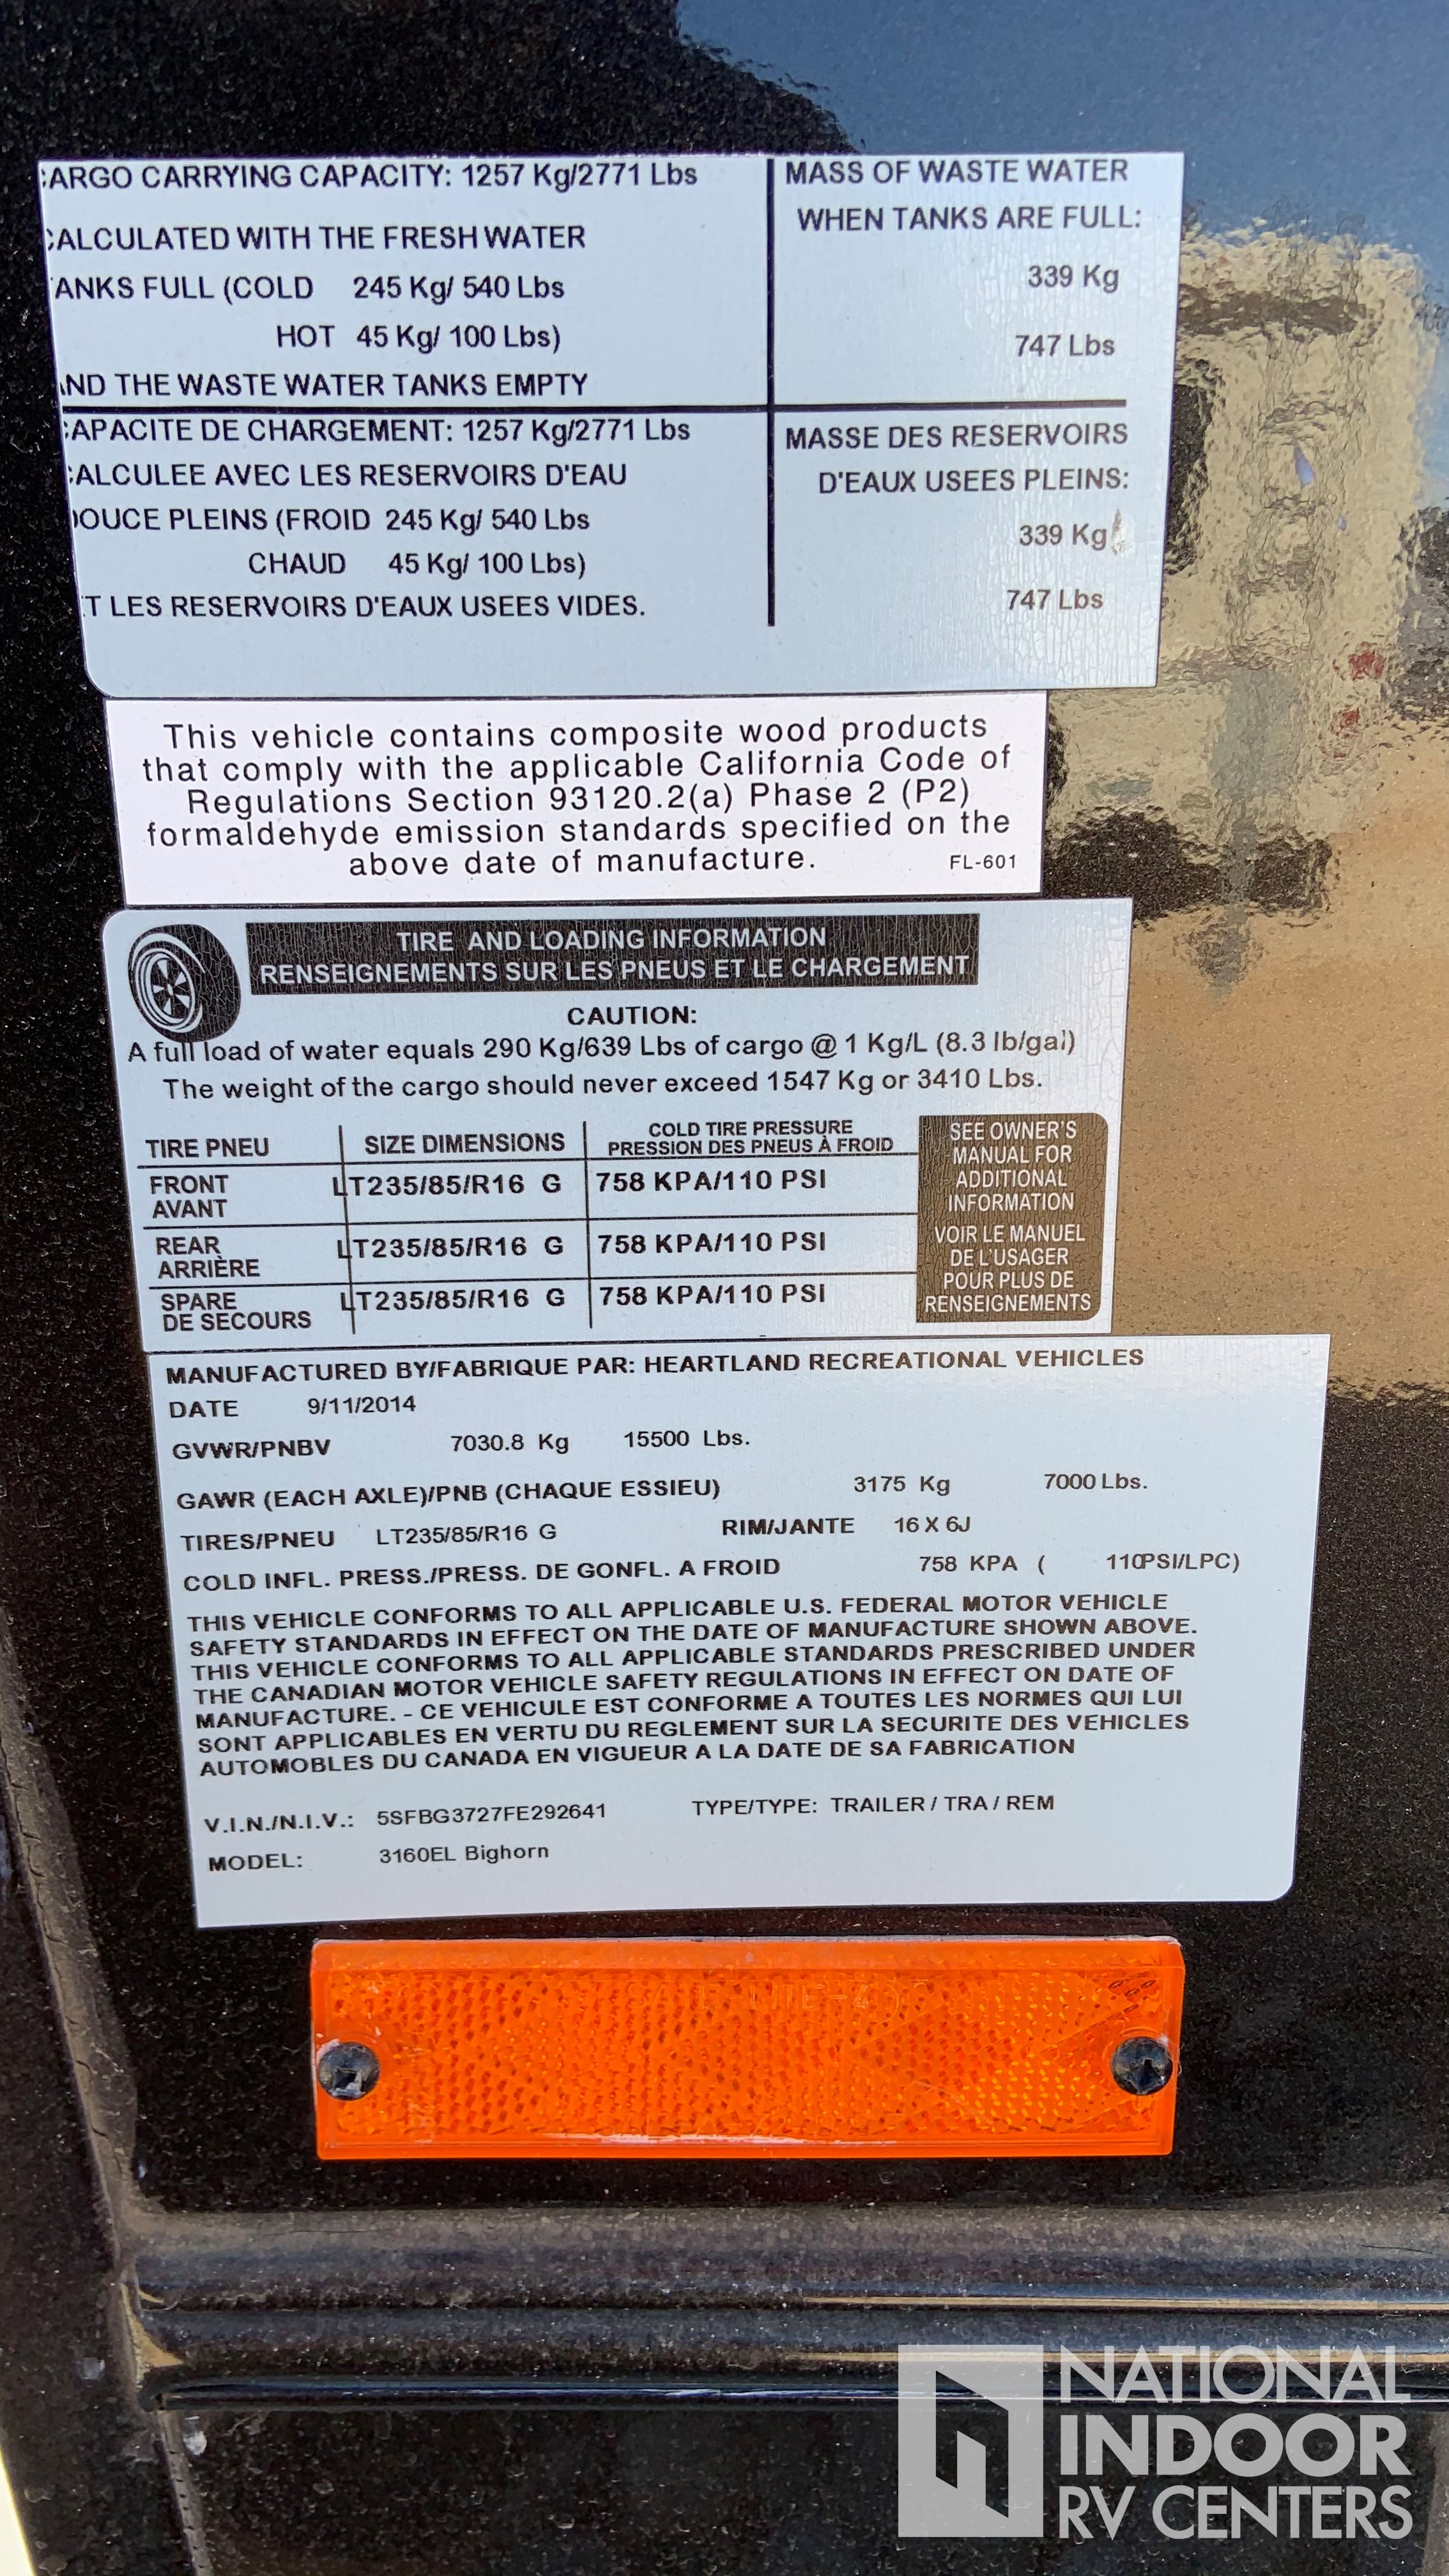 ARGO CARRYING CAPACITY: 1257 Kg/2771 Lbs
ALCULATED WITH THE FRESH WATER
ANKS FULL (COLD 245 Kg/ 540 Lbs
HOT 45 Kg/ 100 Lbs)
ND THE WASTE WATER TANKS EMPTY
MASS OF WASTE WATER
WHEN TANKS ARE FULL:
339 Kg
747 Lbs
APACITE DE CHARGEMENT: 1257 Kg/2771 Lbs
ALCULEE AVEC LES RESERVOIRS D'EAU
OUCE PLEINS (FROID 245 Kg/ 540 Lbs
CHAUD 45 Kg/ 100 Lbs)
T LES RESERVOIRS D'EAUX USEES VIDES.
MASSE DES RESERVOIRS
D'EAUX USEES PLEINS:
339 Kg
747 Lbs
This vehicle contains composite wood products
that comply with the applicable California Code of
Regulations Section 93120.2(a) Phase 2 (P2)
formaldehyde emission standards specified on the
above date of manufacture. FL-601
TIRE AND LOADING INFORMATION
RENSEIGNEMENTS SUR LES PNEUS ET LE CHARGEMENT
CAUTION:
A full load of water equals 290 Kg/639 Lbs of cargo @ 1 Kg/L (8.3 lb/gal)
The weight of the cargo should never exceed 1547 Kg or 3410 Lbs.
TIRE PNEU SIZE DIMENSIONS COLD TIRE PRESSURE
PRESSION DES PNEUS À FROID
FRONT
AVANT LT235/85/R16 G 758 KPA/110 PSI
REAR
ARRIÈRE LT235/85/R16 G 758 KPA/110 PSI
SPARE
DE SECOURS LT235/85/R16 G 758 KPA/110 PSI
SEE OWNER'S
MANUAL FOR
ADDITIONAL
INFORMATION
VOIR LE MANUEL
DE L'USAGER
POUR PLUS DE
RENSEIGNEMENTS
MANUFACTURED BY/FABRIQUE PAR: HEARTLAND RECREATIONAL VEHICLES
DATE 9/11/2014
GVWR/PNBV 7030.8 Kg 15500 Lbs.
GAWR (EACH AXLE)/PNB (CHAQUE ESSIEU) 3175 Kg 7000 Lbs.
TIRES/PNEU LT235/85/R16 G RIM/JANTE 16 X 6J
COLD INFL. PRESS./PRESS. DE GONFL. A FROID 758 KPA ( 110PSI/LPC)
THIS VEHICLE CONFORMS TO ALL APPLICABLE U.S. FEDERAL MOTOR VEHICLE
SAFETY STANDARDS IN EFFECT ON THE DATE OF MANUFACTURE SHOWN ABOVE.
THIS VEHICLE CONFORMS TO ALL APPLICABLE STANDARDS PRESCRIBED UNDER
THE CANADIAN MOTOR VEHICLE SAFETY REGULATIONS IN EFFECT ON DATE OF
MANUFACTURE. - CE VEHICULE EST CONFORME A TOUTES LES NORMES QUI LUI
SONT APPLICABLES EN VERTU DU REGLEMENT SUR LA SECURITE DES VEHICLES
AUTOMOBLES DU CANADA EN VIGUEUR A LA DATE DE SA FABRICATION
V.I.N./N.I.V.: 5SFBG3727FE292641 TYPE/TYPE: TRAILER / TRA / REM
MODEL: 3160EL Bighorn
NATIONAL
INDOOR
RV CENTERS